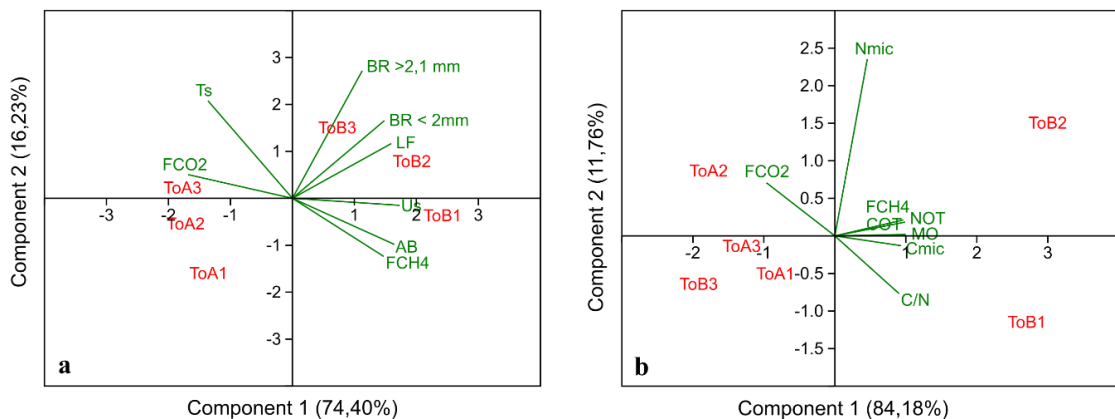 3
BR >2,1 mm
Ts
2
BR < 2mm
ToB3
1
LF
FCO2
ToB2
ToA3
-3 -2 -1 1 2 3
Us
ToB1
ToA2
-1
AB
FCH4
ToA1
-2
-3
a
Component 2 (16,23%)
Component 1 (74,40%)
2.5
Nmic
2.0
1.5
ToB2
1.0
ToA2
FCO2
0.5
FCH4
NOT
COT
MO
-2 -1 1 2 3
Cmic
ToA3
ToB3
-0.5
ToA1
C/N
-1.0
ToB1
-1.5
b
Component 2 (11,76%)
Component 1 (84,18%)